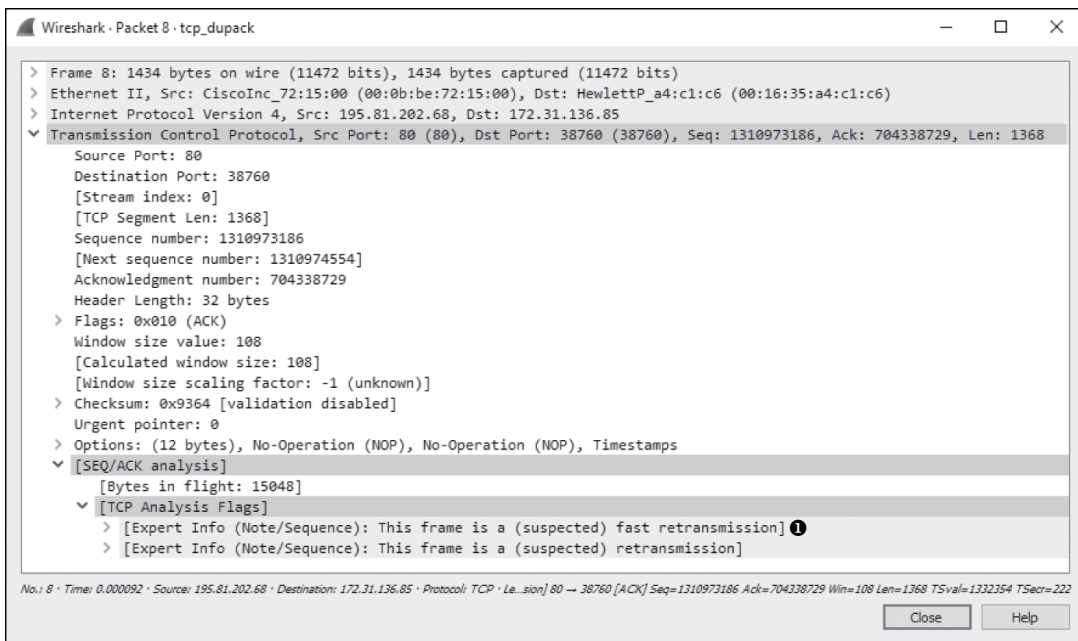 Wireshark · Packet 8 · tcp_dupack
Frame 8: 1434 bytes on wire (11472 bits), 1434 bytes captured (11472 bits)
Ethernet II, Src: CiscoInc_72:15:00 (00:0b:be:72:15:00), Dst: HewlettP_a4:c1:c6 (00:16:35:a4:c1:c6)
Internet Protocol Version 4, Src: 195.81.202.68, Dst: 172.31.136.85
Transmission Control Protocol, Src Port: 80 (80), Dst Port: 38760 (38760), Seq: 1310973186, Ack: 704338729, Len: 1368
Source Port: 80
Destination Port: 38760
[Stream index: 0]
[TCP Segment Len: 1368]
Sequence number: 1310973186
[Next sequence number: 1310974554]
Acknowledgment number: 704338729
Header Length: 32 bytes
Flags: 0x010 (ACK)
Window size value: 108
[Calculated window size: 108]
[Window size scaling factor: -1 (unknown)]
Checksum: 0x9364 [validation disabled]
Urgent pointer: 0
Options: (12 bytes), No-Operation (NOP), No-Operation (NOP), Timestamps
[SEQ/ACK analysis]
[Bytes in flight: 15048]
[TCP Analysis Flags]
[Expert Info (Note/Sequence): This frame is a (suspected) fast retransmission] ❶
[Expert Info (Note/Sequence): This frame is a (suspected) retransmission]
No.: 8 · Time: 0.000092 · Source: 195.81.202.68 · Destination: 172.31.136.85 · Protocol: TCP · Le...sion] 80 → 38760 [ACK] Seq=1310973186 Ack=704338729 Win=108 Len=1368 TSval=1332354 TSecr=222
Close Help